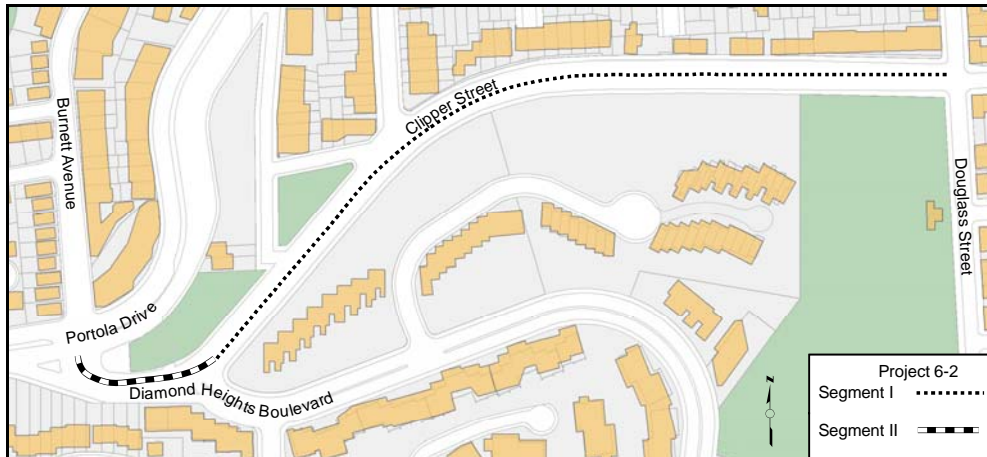 Clipper Street
Burnett Avenue
Douglass Street
Portola Drive
Diamond Heights Boulevard
Project 6-2
Segment I
Segment II
N